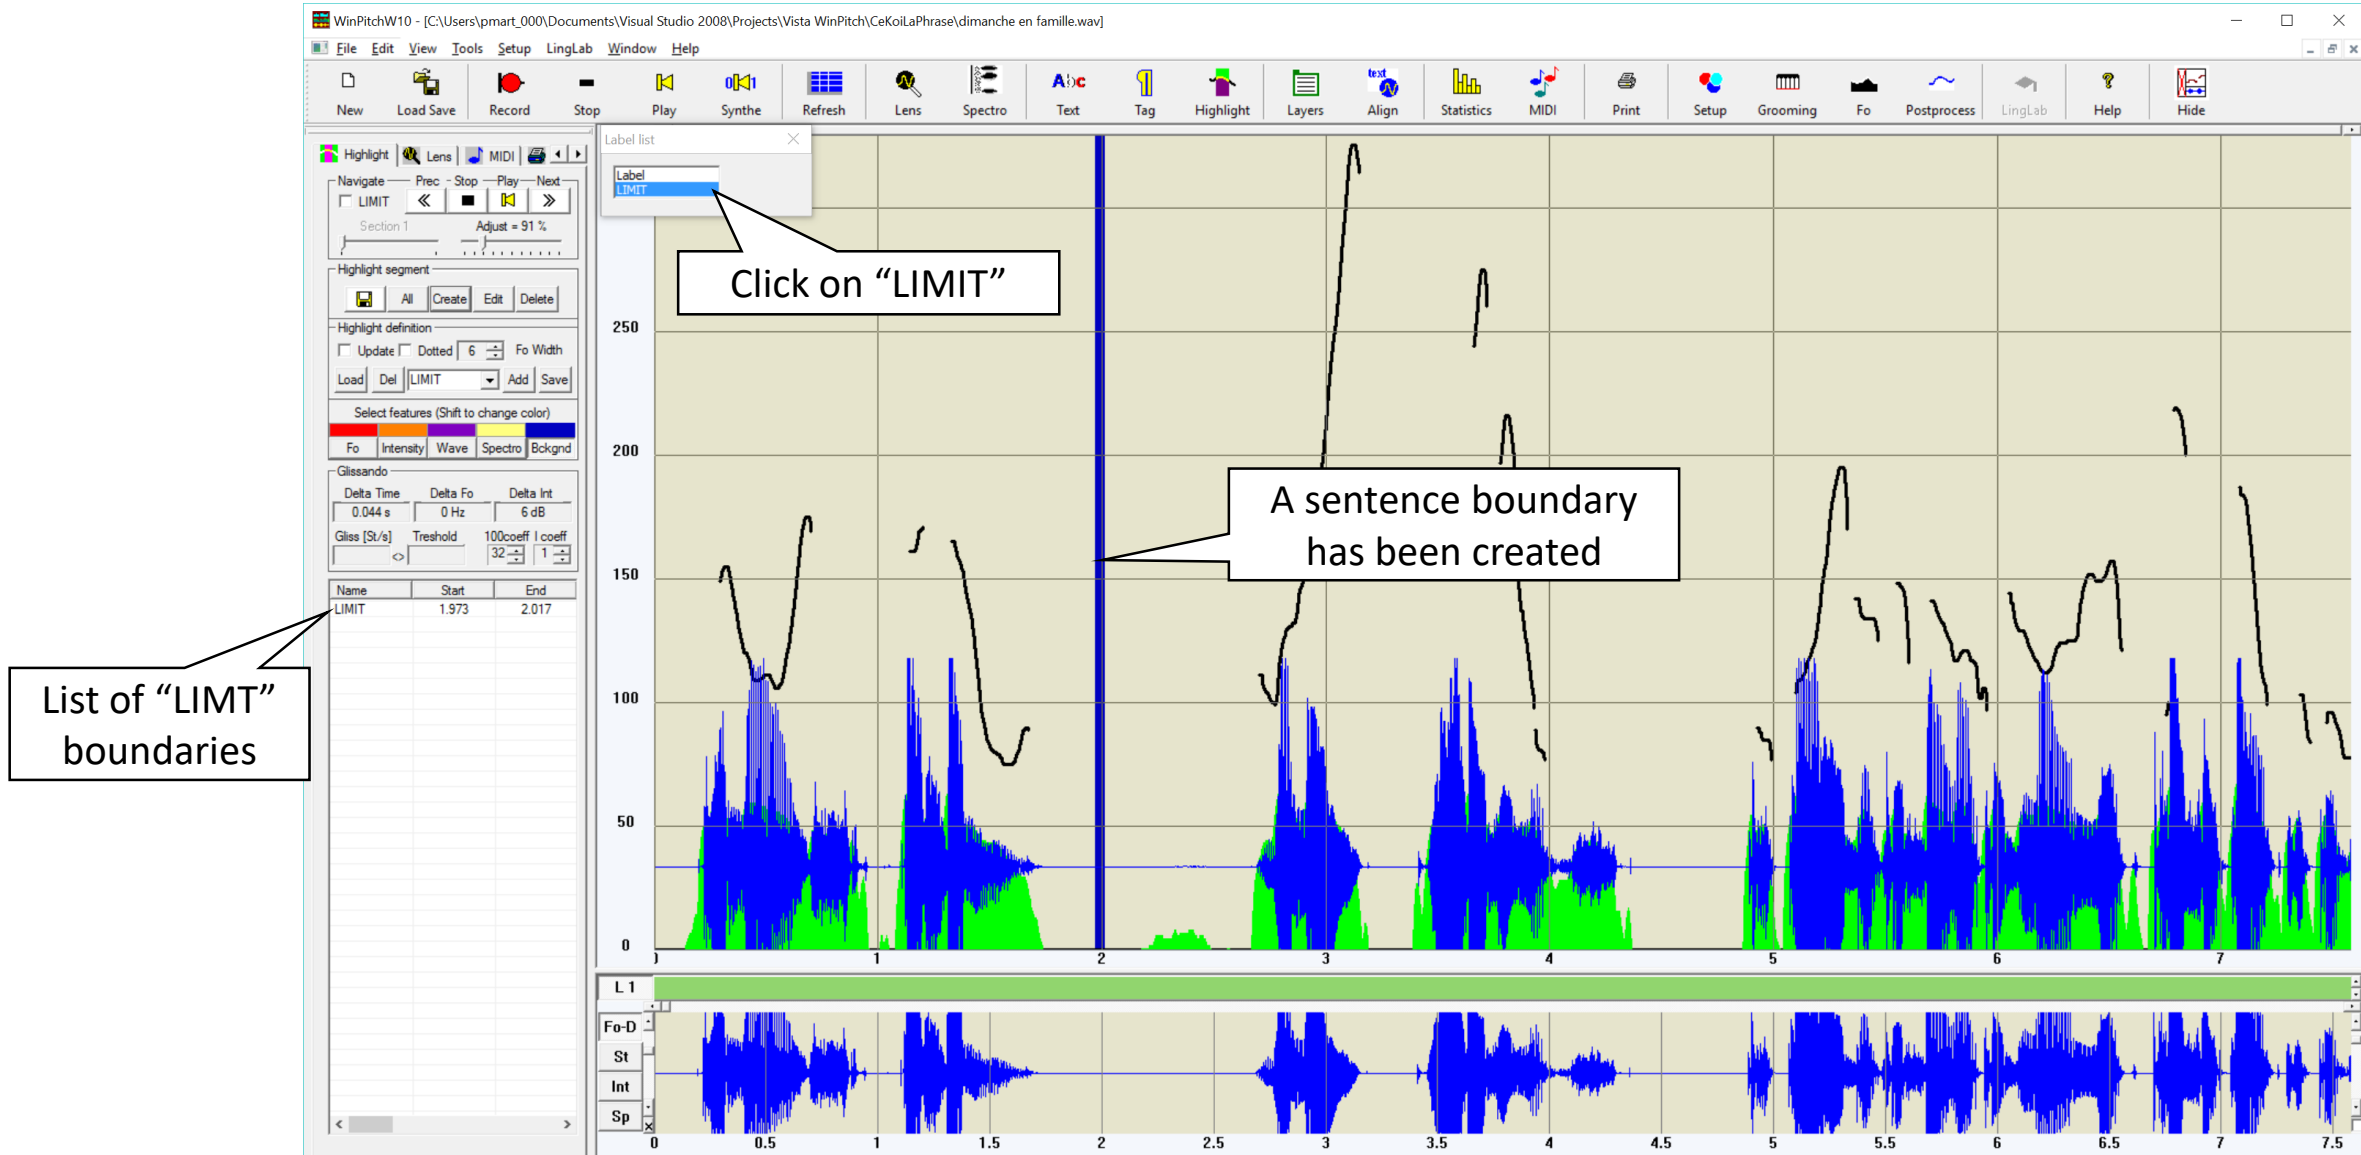 WinPitchW10 - [C:\Users\pmart_000\Documents\Visual Studio 2008\Projects\Vista WinPitch\CeKoiLaPhrase\dimanche en famille.wav]
File Edit View Tools Setup LingLab Window Help
New Load Save Record Stop Play Synthe Refresh Lens Spectro Text Tag Highlight Layers Align Statistics MIDI Print Setup Grooming Fo Postprocess LingLab Help Hide
Highlight Lens MIDI
Navigate Prec - Stop Play Next
LIMIT
Section 1 Adjust = 91 %
Highlight segment
All Create Edit Delete
Highlight definition
Update Dotted 6 Fo Width
Load Del LIMIT Add Save
Select features (Shift to change color)
Fo Intensity Wave Spectro Bckgnd
Glissando
Delta Time Delta Fo Delta Int
0.044 s 0 Hz 6 dB
Gliss [St/s] Treshold 100coeff I coeff
<> 32 1
Name Start End
LIMIT 1.973 2.017
List of “LIMT”
boundaries
Label list
Label
LIMIT
Click on “LIMIT”
A sentence boundary
has been created
250
200
150
100
50
0
1 2 3 4 5 6 7
L 1
Fo-D
St
Int
Sp
0 0.5 1 1.5 2 2.5 3 3.5 4 4.5 5 5.5 6 6.5 7 7.5